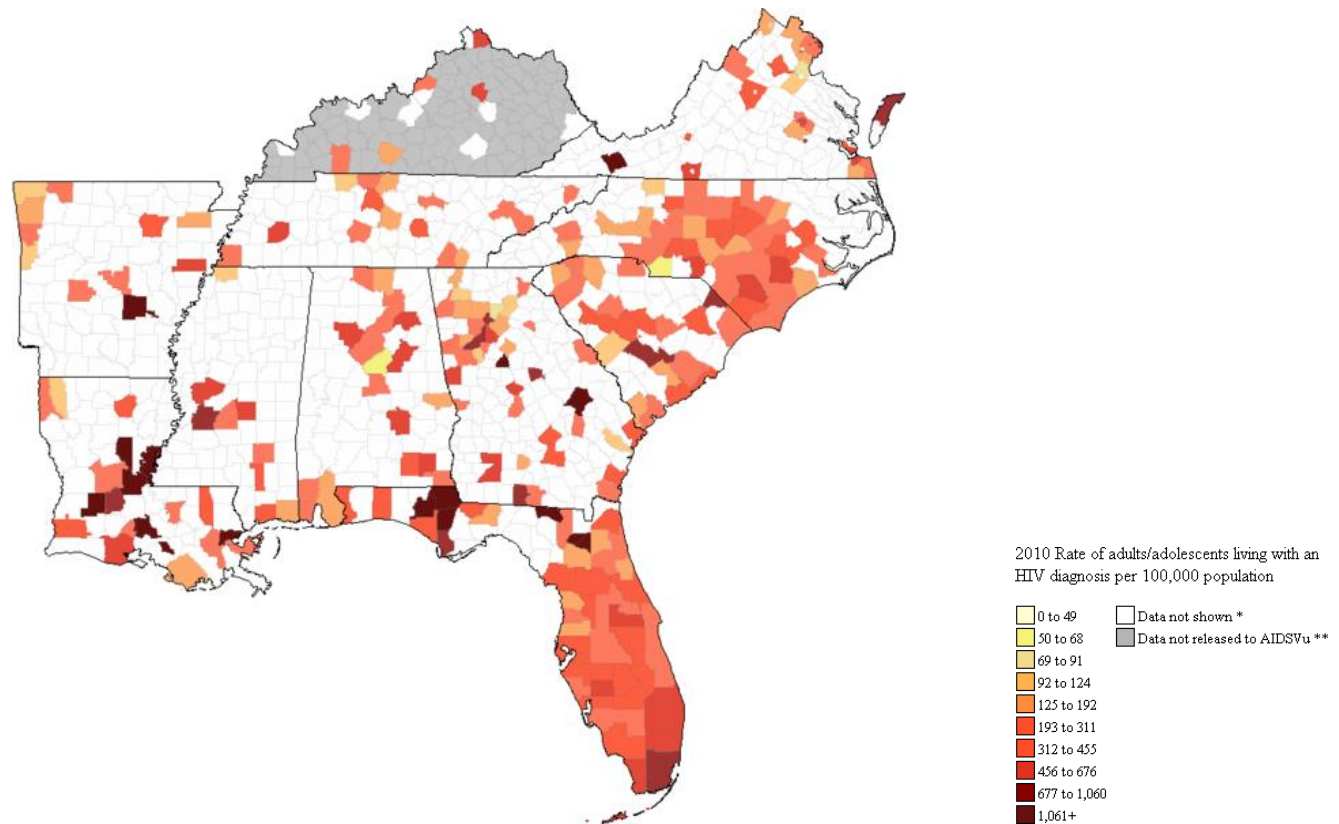 2010 Rate of adults/adolescents living with an
HIV diagnosis per 100,000 population
0 to 49
50 to 68
69 to 91
92 to 124
125 to 192
193 to 311
312 to 455
456 to 676
677 to 1,060
1,061+
Data not shown *
Data not released to AIDSVu **